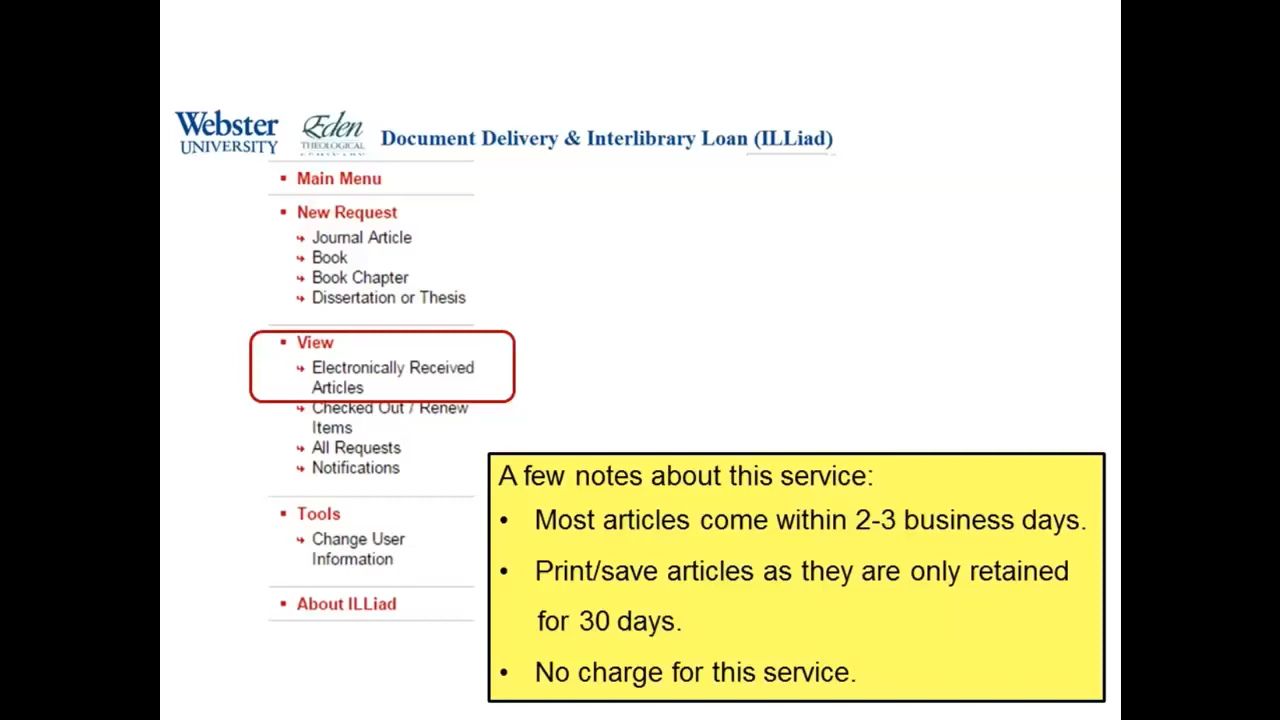 Webster
UNIVERSITY
Eden
THEOLOGICAL
SEMINARY
Document Delivery & Interlibrary Loan (ILLiad)
Main Menu
New Request
Journal Article
Book
Book Chapter
Dissertation or Thesis
View
Electronically Received
Articles
Checked Out / Renew
Items
All Requests
Notifications
Tools
Change User
Information
About ILLiad
A few notes about this service:
• Most articles come within 2-3 business days.
• Print/save articles as they are only retained
for 30 days.
• No charge for this service.